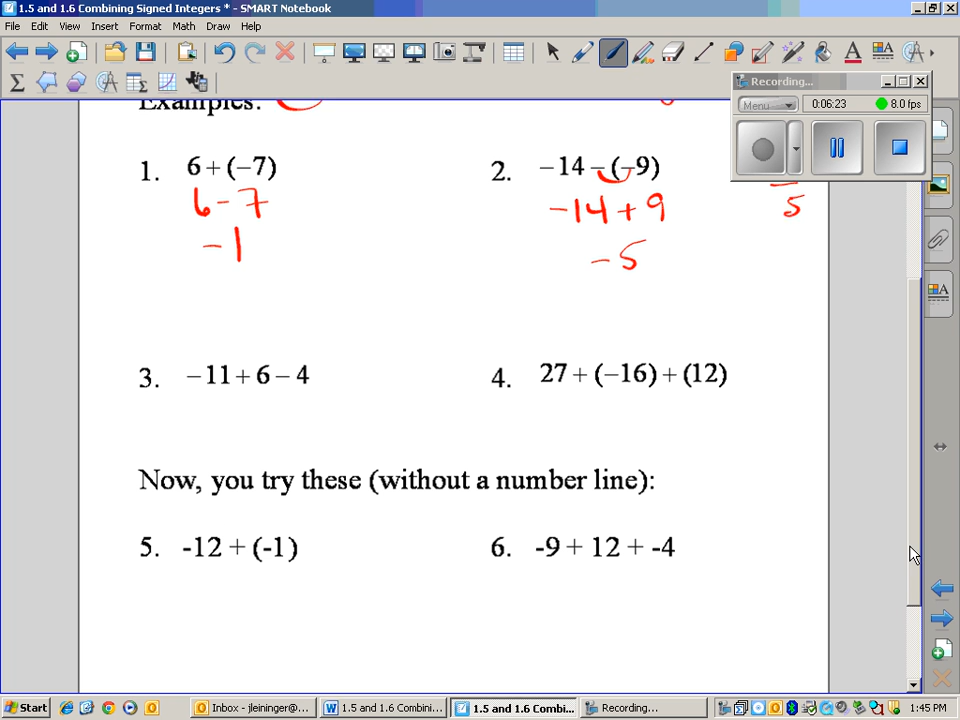 1.5 and 1.6 Combining Signed Integers * - SMART Notebook
File Edit View Insert Format Math Draw Help
Recording...
Menu 0:06:23 8.0 fps
Examples:
1. 6 + (−7)
6 - 7
- 1
2. −14 − (−9)
-14 + 9
- 5
5
3. −11 + 6 − 4
4. 27 + (−16) + (12)
Now, you try these (without a number line):
5. -12 + (-1)
6. -9 + 12 + -4
Start Inbox - jleininger@... 1.5 and 1.6 Combinin... 1.5 and 1.6 Combi... Recording... 1:45 PM